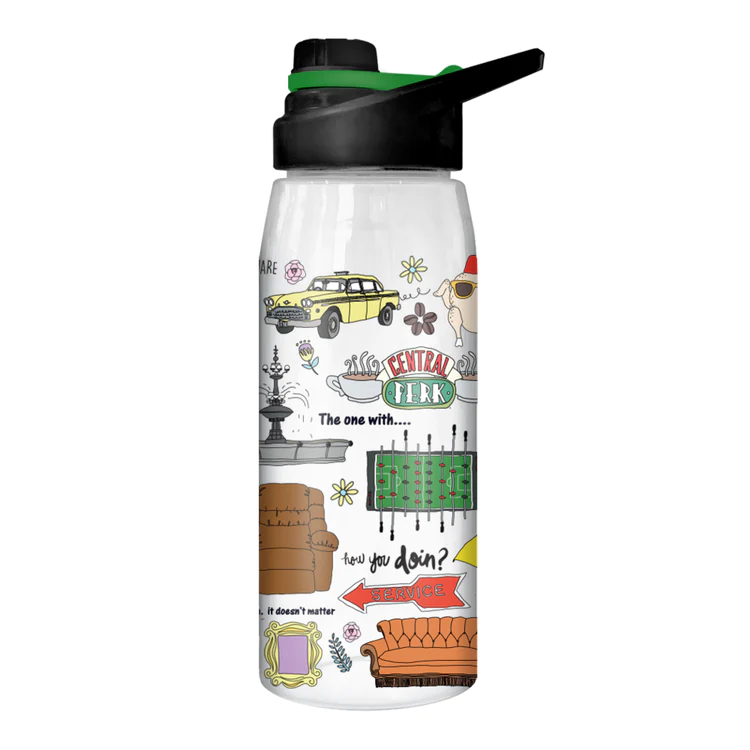 ARE
CENTRAL
PERK
The one with....
how you doin?
SERVICE
. it doesn't matter